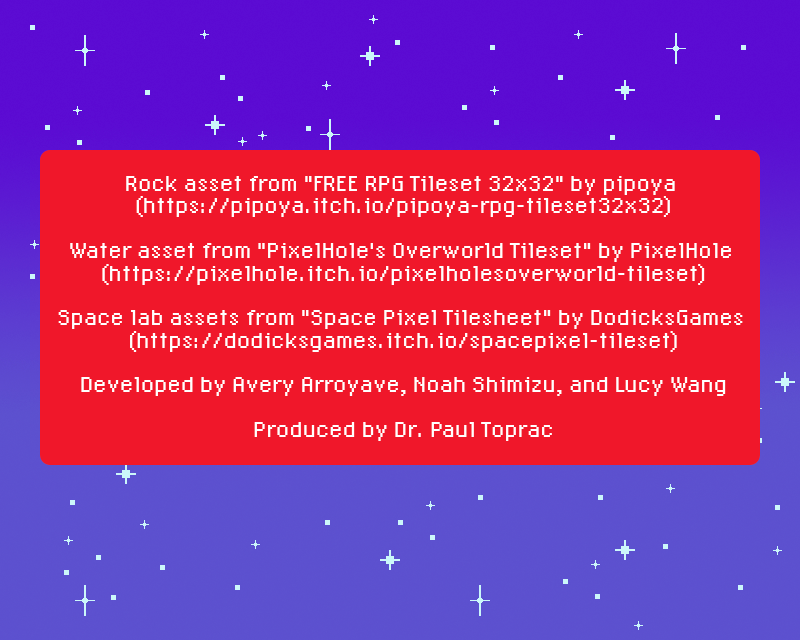 Rock asset from "FREE RPG Tileset 32x32" by pipoya
(https://pipoya.itch.io/pipoya-rpg-tileset32x32)
Water asset from "PixelHole's Overworld Tileset" by PixelHole
(https://pixelhole.itch.io/pixelholesoverworld-tileset)
Space lab assets from "Space Pixel Tilesheet" by DodicksGames
(https://dodicksgames.itch.io/spacepixel-tileset)
Developed by Avery Arroyave, Noah Shimizu, and Lucy Wang
Produced by Dr. Paul Toprac